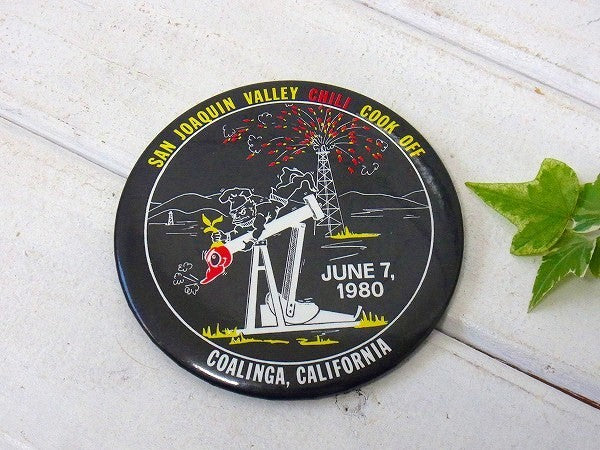 SAN JOAQUIN VALLEY CHILI COOK OFF
JUNE 7,
1980
COALINGA, CALIFORNIA